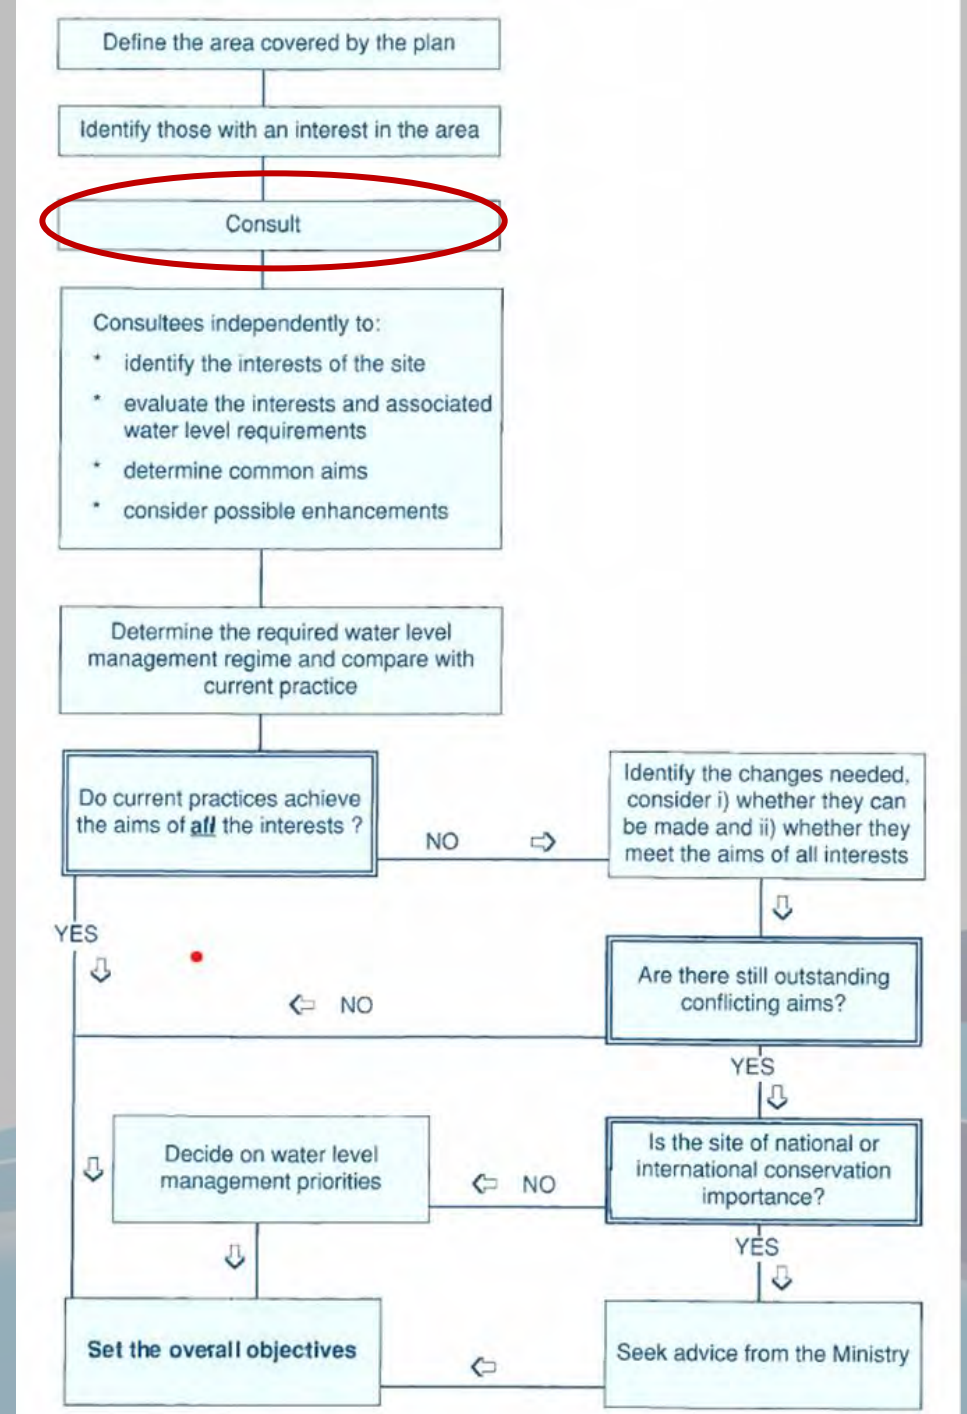 Define the area covered by the plan
Identify those with an interest in the area
Consult
Consultees independently to:
* identify the interests of the site
* evaluate the interests and associated
water level requirements
* determine common aims
* consider possible enhancements
Determine the required water level
management regime and compare with
current practice
Do current practices achieve
the aims of all the interests ?
NO
Identify the changes needed,
consider i) whether they can
be made and ii) whether they
meet the aims of all interests
YES
Are there still outstanding
conflicting aims?
NO
YES
Is the site of national or
international conservation
importance?
NO
Decide on water level
management priorities
YES
Seek advice from the Ministry
Set the overall objectives